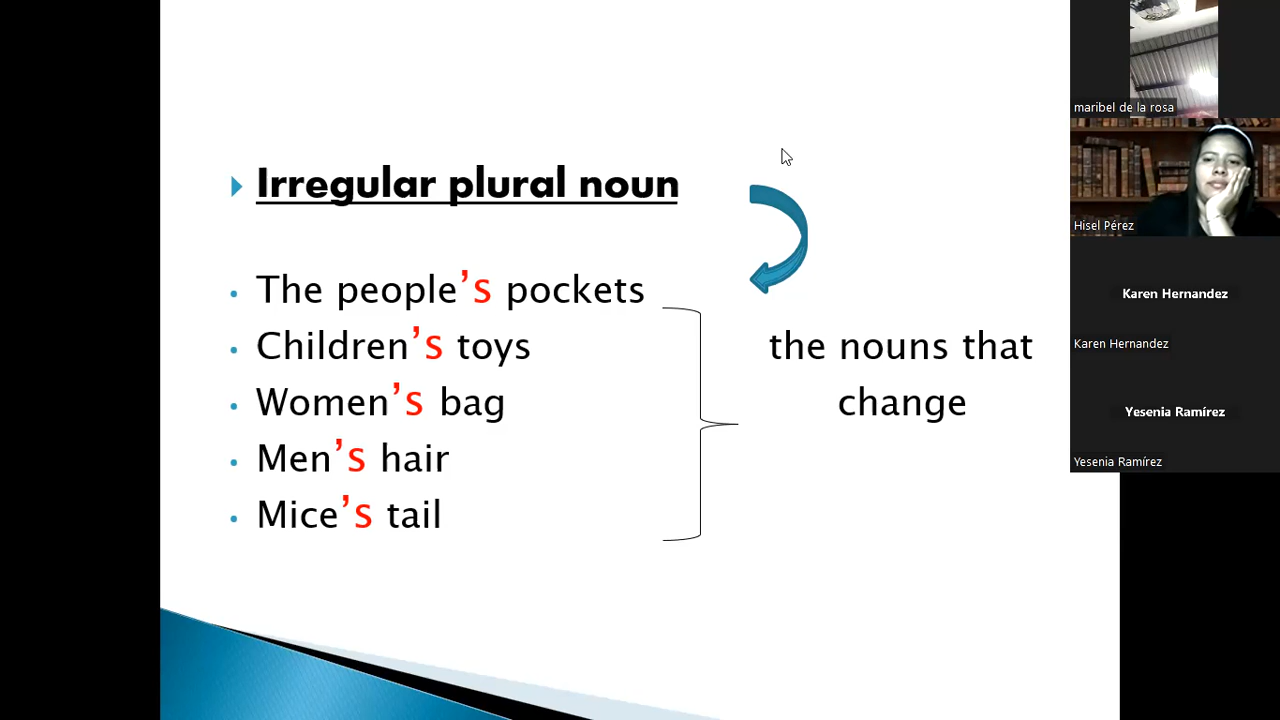 Irregular plural noun
The people’s pockets
Children’s toys
Women’s bag
Men’s hair
Mice’s tail
the nouns that
change
maribel de la rosa
Hisel Pérez
Karen Hernandez
Karen Hernandez
Yesenia Ramírez
Yesenia Ramírez